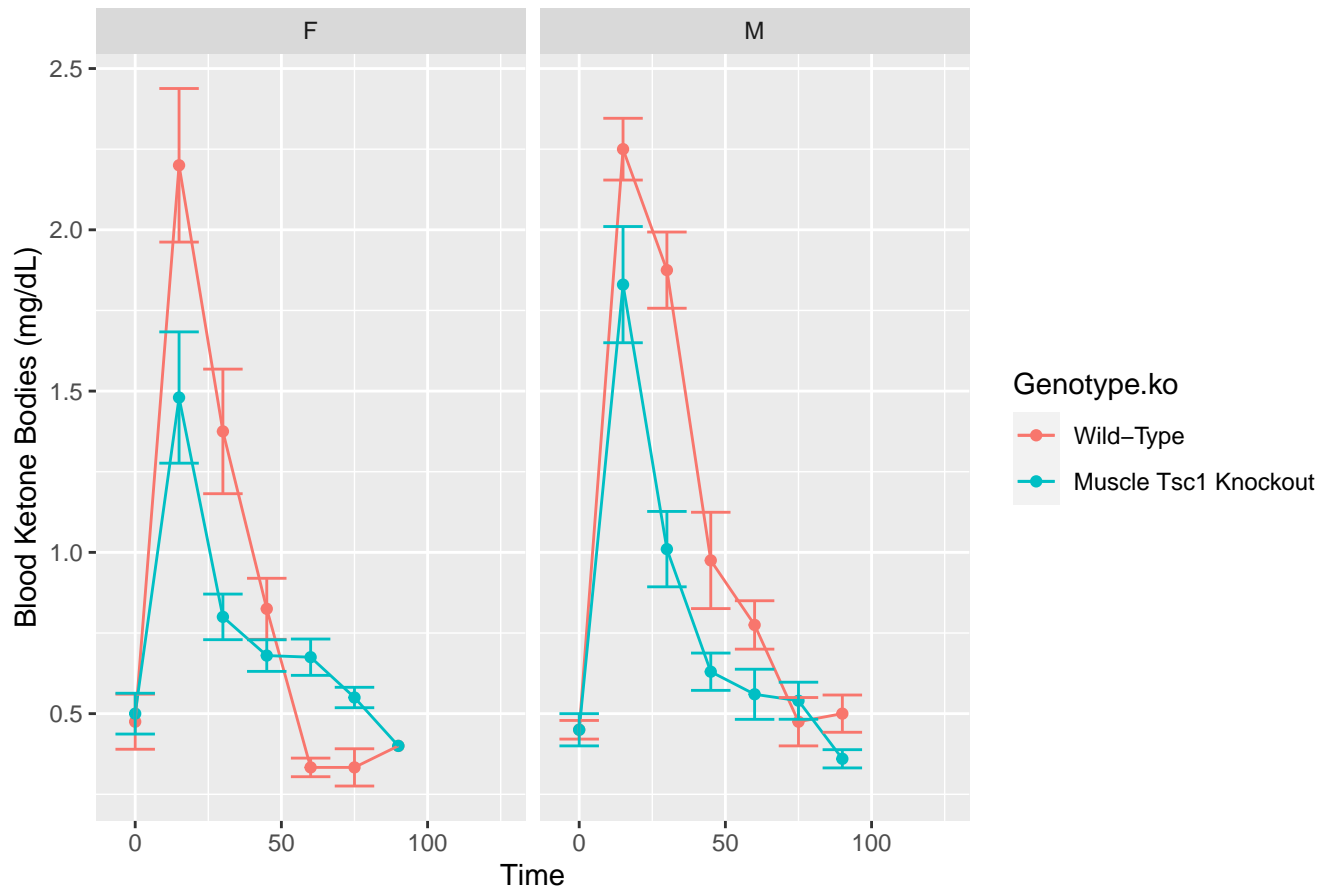 F
M
2.5
2.0
1.5
1.0
0.5
Blood Ketone Bodies (mg/dL)
0
50
100
0
50
100
Time
Genotype.ko
Wild−Type
Muscle Tsc1 Knockout